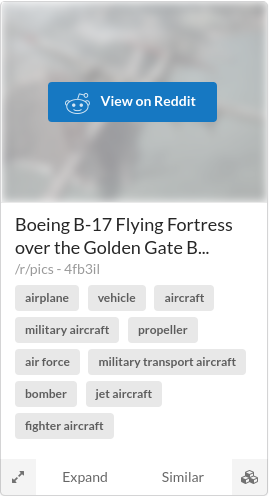 View on Reddit
Boeing B-17 Flying Fortress
over the Golden Gate B...
/r/pics - 4fb3il
airplane
vehicle
aircraft
military aircraft
propeller
air force
military transport aircraft
bomber
jet aircraft
fighter aircraft
Expand
Similar